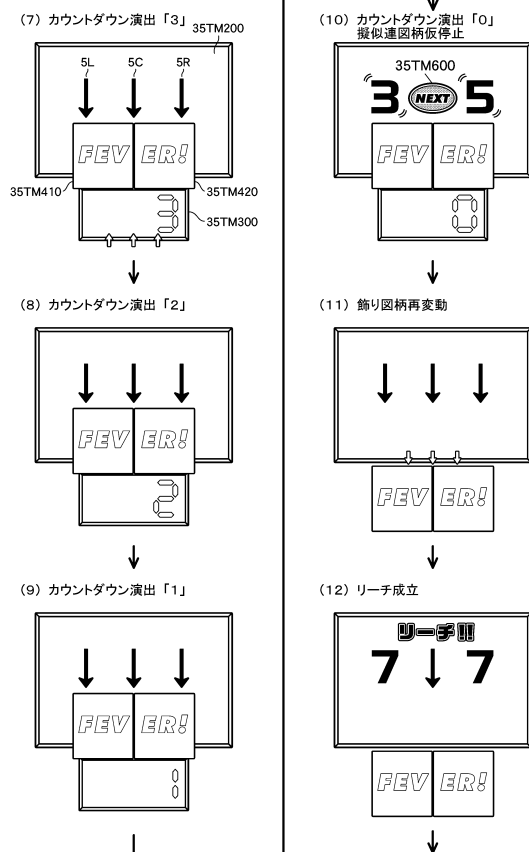 (7) カウントダウン演出「3」
35TM200
5L
5C
5R
FEV
ER!
35TM410
35TM420
3
35TM300
(8) カウントダウン演出「2」
FEV
ER!
2
(9) カウントダウン演出「1」
FEV
ER!
1
(10) カウントダウン演出「0」
擬似連図柄仮停止
35TM600
3
NEXT
5
FEV
ER!
0
(11) 飾り図柄再変動
FEV
ER!
(12) リーチ成立
リーチ!!
7
7
FEV
ER!